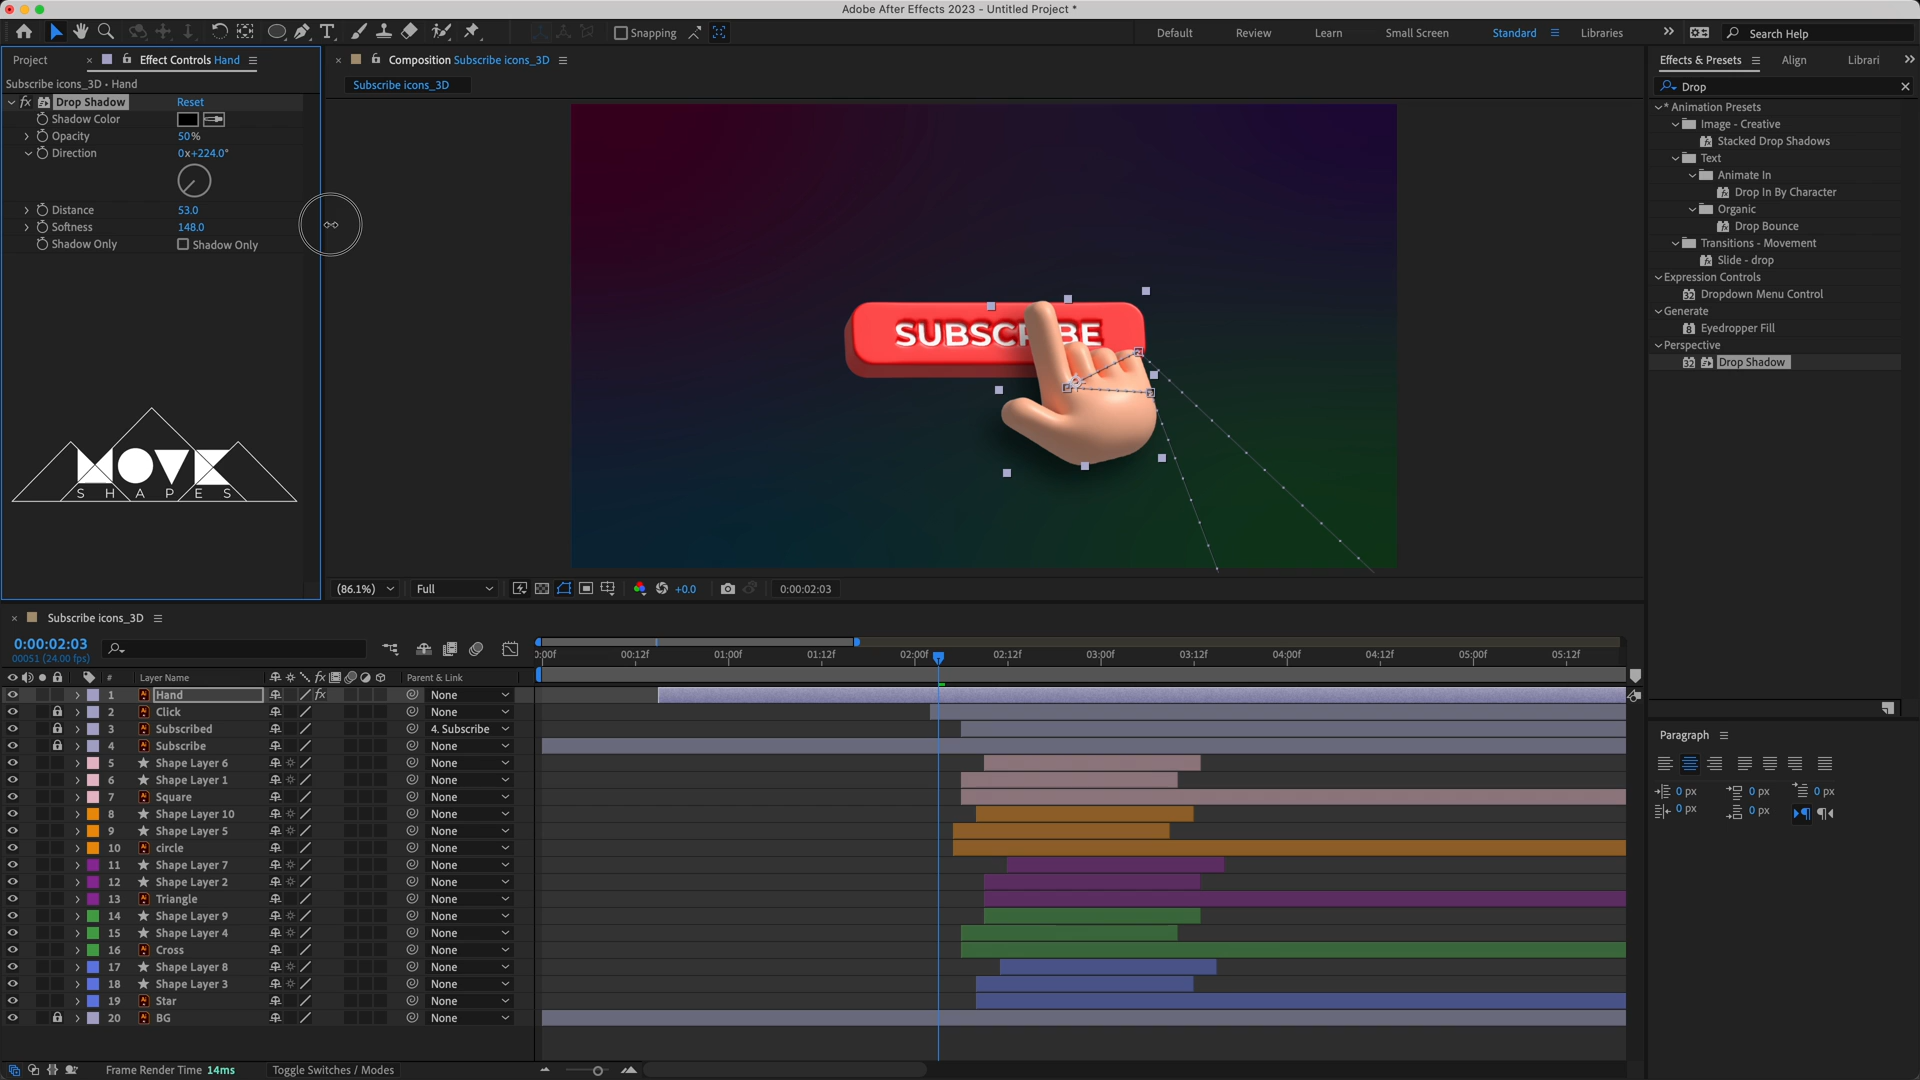 Adobe After Effects 2023 - Untitled Project *
Snapping
Default
Review
Learn
Small Screen
Standard
Libraries
Search Help
Project
Effect Controls Hand
Composition Subscribe icons_3D
Effects & Presets
Align
Librari
Subscribe icons_3D • Hand
Subscribe icons_3D
Drop
fx Drop Shadow
Reset
Shadow Color
Opacity
50%
Direction
0x+224.0°
Distance
53.0
Softness
148.0
Shadow Only
Shadow Only
* Animation Presets
Image - Creative
Stacked Drop Shadows
Text
Animate In
Drop In By Character
Organic
Drop Bounce
Transitions - Movement
Slide - drop
Expression Controls
Dropdown Menu Control
Generate
Eyedropper Fill
Perspective
Drop Shadow
SUBSCRIBE
MOVE
SHAPES
(86.1%)
Full
+0.0
0:00:02:03
Subscribe icons_3D
0:00:02:03
00051 (24.00 fps)
0:00f 00:12f 01:00f 01:12f 02:00f 02:12f 03:00f 03:12f 04:00f 04:12f 05:00f 05:12f
# Layer Name fx Parent & Link
1 Hand fx None
2 Click None
3 Subscribed 4. Subscribe
4 Subscribe None
5 Shape Layer 6 None
6 Shape Layer 1 None
7 Square None
8 Shape Layer 10 None
9 Shape Layer 5 None
10 circle None
11 Shape Layer 7 None
12 Shape Layer 2 None
13 Triangle None
14 Shape Layer 9 None
15 Shape Layer 4 None
16 Cross None
17 Shape Layer 8 None
18 Shape Layer 3 None
19 Star None
20 BG None
Paragraph
0 px 0 px 0 px
0 px 0 px
Frame Render Time 14ms
Toggle Switches / Modes